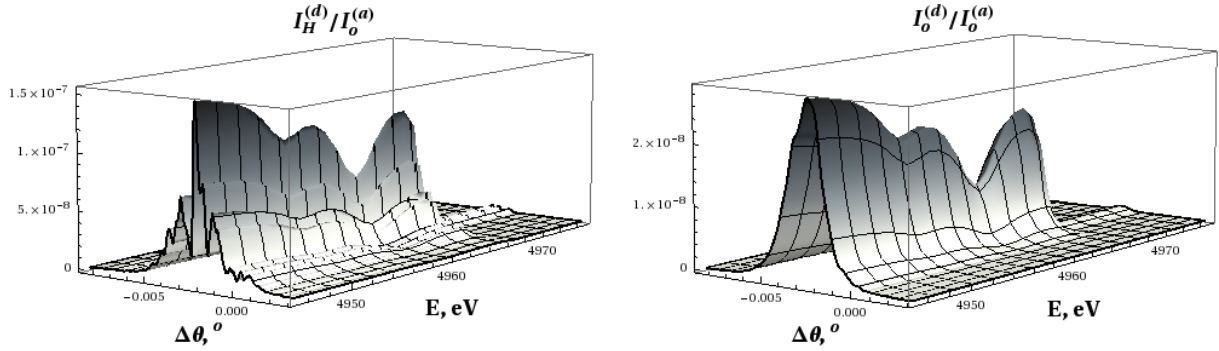 I_H^(d)/I_o^(a)
1.5×10^-7
1.×10^-7
5.×10^-8
0
-0.005
0.000
Δθ,°
4950
4960
4970
E, eV
I_o^(d)/I_o^(a)
2.×10^-8
1.×10^-8
0
-0.005
0.000
Δθ,°
4950
4960
4970
E, eV